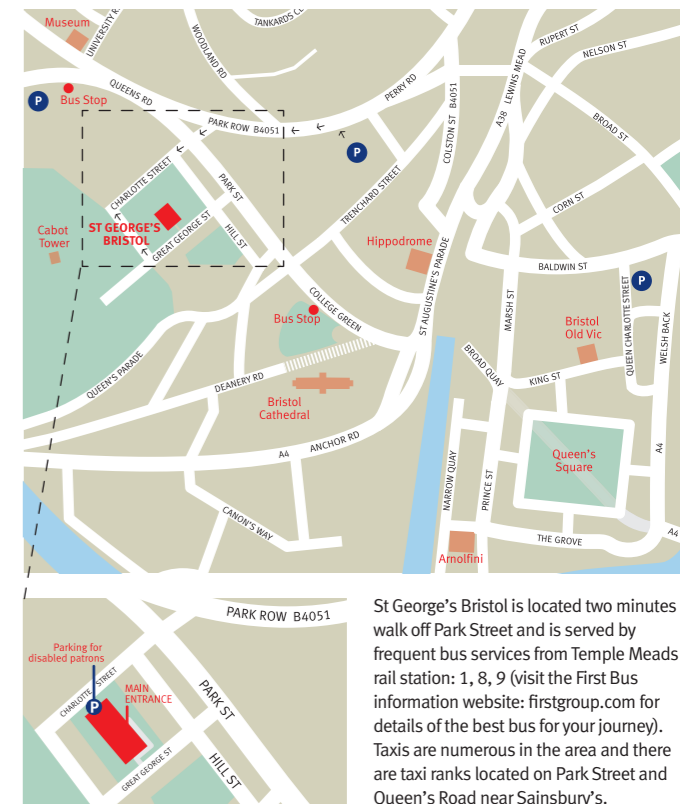 Museum
UNIVERSITY R
WOODLAND RD
TANKARDS C
RUPERT ST
NELSON ST
P
Bus Stop
QUEENS RD
PERRY RD
COLSTON ST B4051
A38 LEWINS MEAD
BROAD ST
PARK ROW B4051
P
CHARLOTTE STREET
PARK ST
TRENCHARD STREET
CORN ST
Cabot
Tower
ST GEORGE'S
BRISTOL
GREAT GEORGE ST
HILL ST
Hippodrome
ST AUGUSTINE'S PARADE
BALDWIN ST
P
Bus Stop
COLLEGE GREEN
MARSH ST
Bristol
Old Vic
QUEEN CHARLOTTE STREET
WELSH BACK
QUEEN'S PARADE
DEANERY RD
Bristol
Cathedral
BROAD QUAY
KING ST
A4 ANCHOR RD
Queen's
Square
A4
NARROW QUAY
PRINCE ST
CANON'S WAY
THE GROVE
A4
Arnolfini
PARK ROW B4051
Parking for
disabled patrons
CHARLOTTE STREET
P
MAIN
ENTRANCE
PARK ST
GREAT GEORGE ST
HILL ST
St George's Bristol is located two minutes
walk off Park Street and is served by
frequent bus services from Temple Meads
rail station: 1, 8, 9 (visit the First Bus
information website: firstgroup.com for
details of the best bus for your journey).
Taxis are numerous in the area and there
are taxi ranks located on Park Street and
Queen's Road near Sainsbury's.